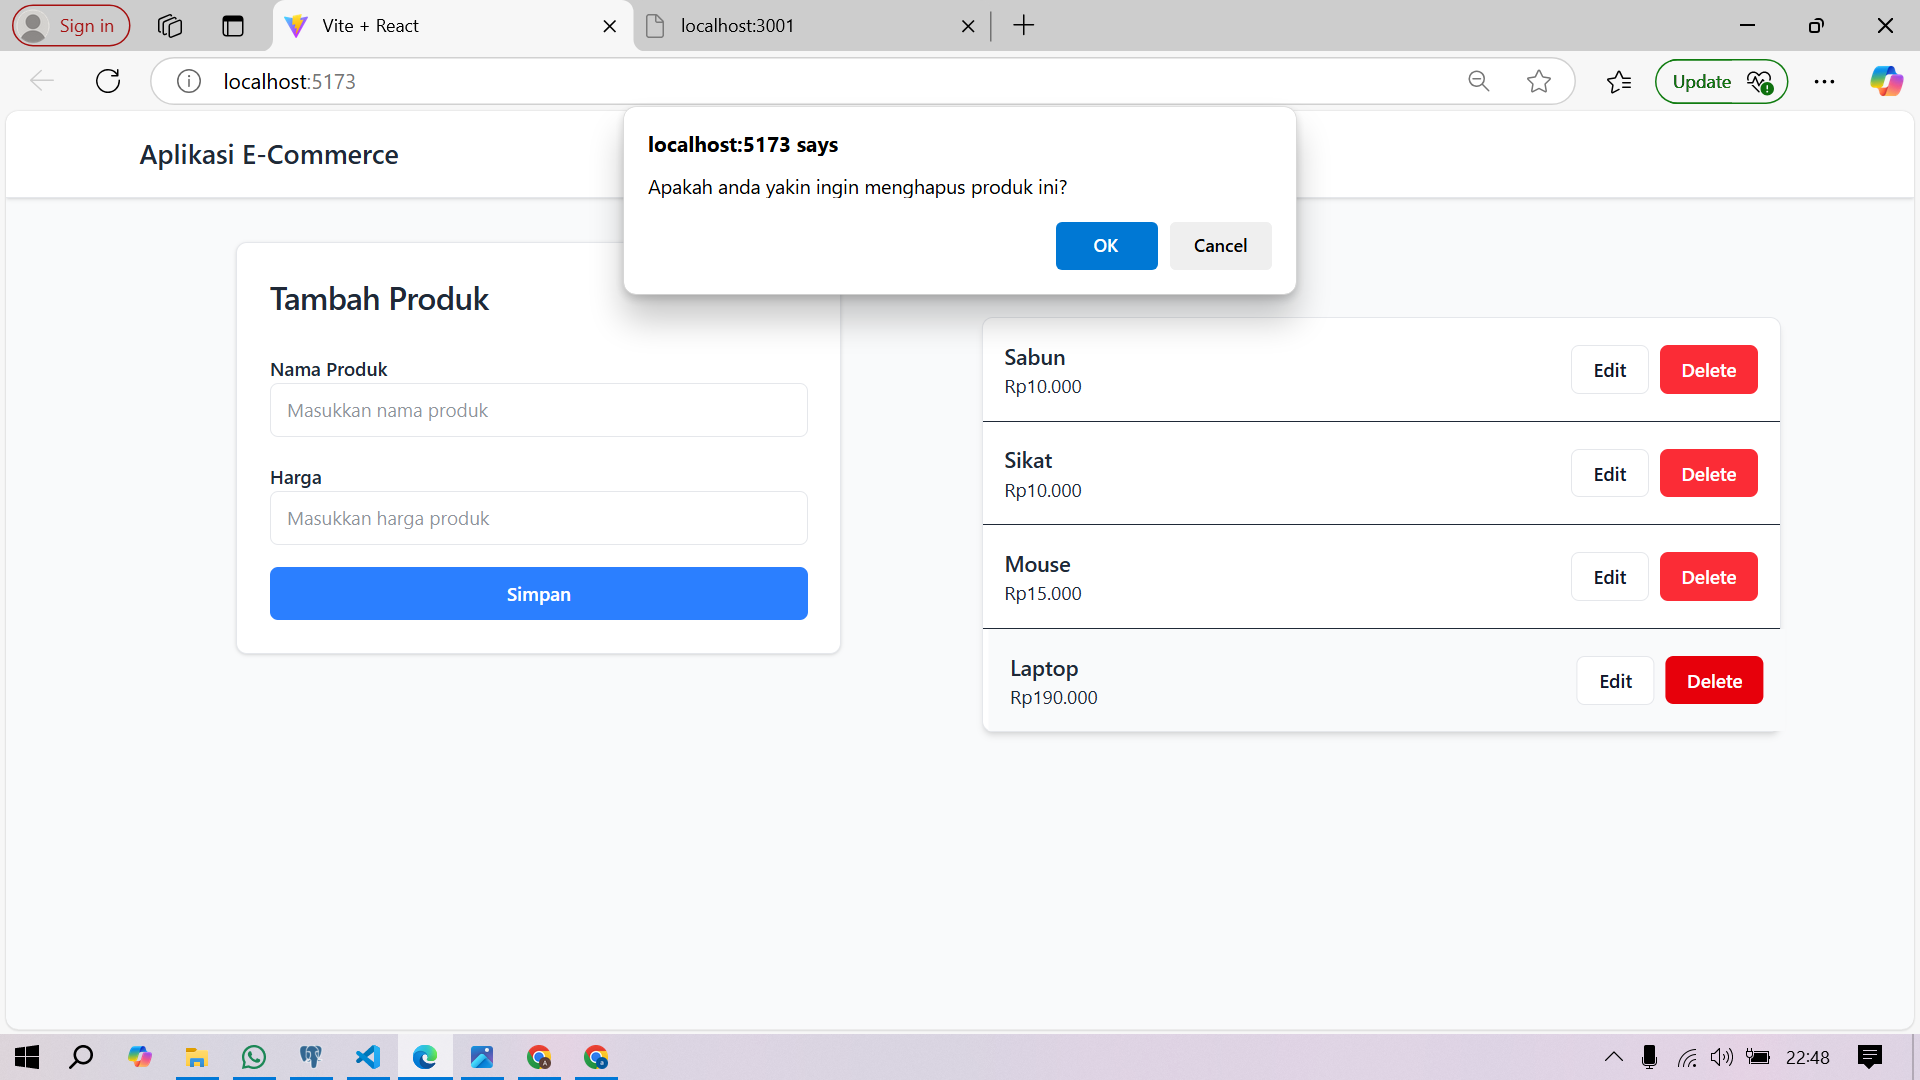 Sign in
Vite + React
localhost:3001
localhost:5173
Update
localhost:5173 says
Apakah anda yakin ingin menghapus produk ini?
OK
Cancel
Aplikasi E-Commerce
Tambah Produk
Nama Produk
Masukkan nama produk
Harga
Masukkan harga produk
Simpan
Sabun
Rp10.000
Edit
Delete
Sikat
Rp10.000
Edit
Delete
Mouse
Rp15.000
Edit
Delete
Laptop
Rp190.000
Edit
Delete
22:48